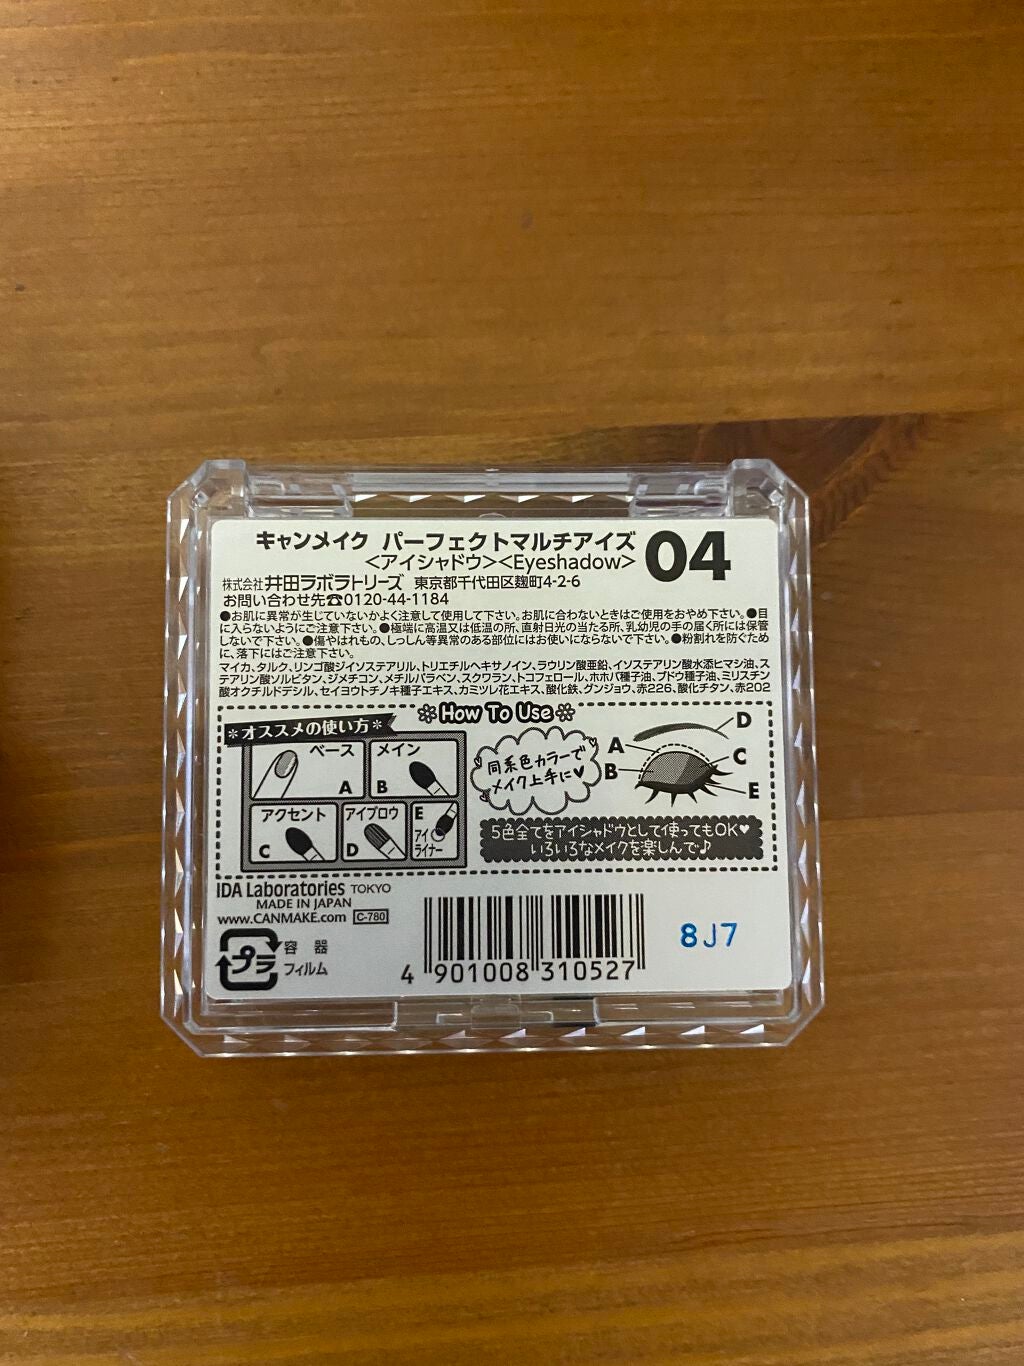 キャンメイク パーフェクトマルチアイズ 04
<アイシャドウ><Eyeshadow>
株式会社井田ラボラトリーズ 東京都千代田区麹町4-2-6
お問い合わせ先☎0120-44-1184
●お肌に異常が生じていないかよく注意して使用して下さい。お肌に合わないときはご使用をおやめ下さい。●目
に入らないようにご注意下さい。●極端に高温又は低温の所、直射日光の当たる所、乳幼児の手の届く所には保管
しないで下さい。●傷やはれもの、しっしん等異常のある部位にはお使いにならないで下さい。●粉割れを防ぐため
に、落下にはご注意下さい。
マイカ、タルク、リンゴ酸ジイソステアリル、トリエチルヘキサノイン、ラウリン酸亜鉛、イソステアリン酸水添ヒマシ油、ス
テアリン酸ソルビタン、ジメチコン、メチルパラベン、スクワラン、トコフェロール、ホホバ種子油、ブドウ種子油、ミリスチン
酸オクチルドデシル、セイヨウトチノキ種子エキス、カミツレ花エキス、酸化鉄、グンジョウ、赤226、酸化チタン、赤202
How To Use
*オススメの使い方*
ベース
A
メイン
B
アクセント
C
アイブロウ
D
E
アイ
ライナー
同系色カラーで
メイク上手に♥
A
B
D
C
E
5色全てをアイシャドウとして使ってもOK♥
いろいろなメイクを楽しんで♪
IDA Laboratories TOKYO
MADE IN JAPAN
www.CANMAKE.com C-780
プラ
容器
フィルム
4 901008 310527
8J7